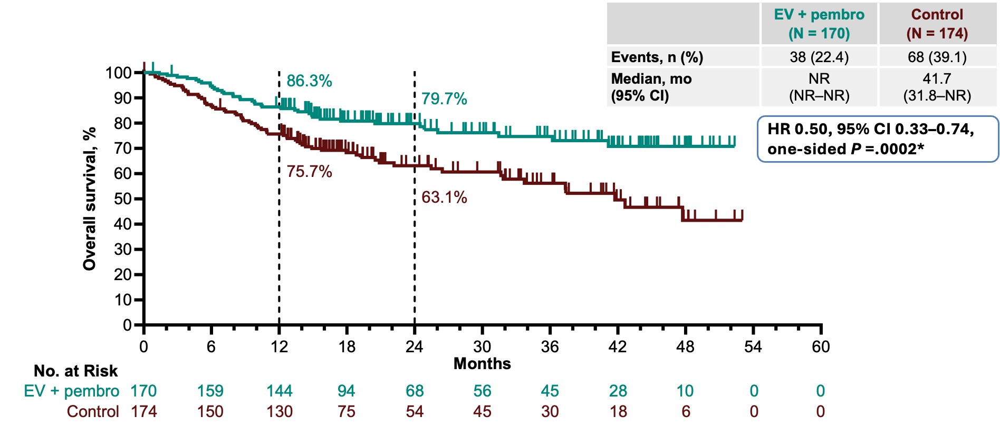 EV + pembro Control
(N = 170) (N = 174)
Events, n (%) 38 (22.4) 68 (39.1)
Median, mo NR 41.7
(95% CI) (NR–NR) (31.8–NR)
HR 0.50, 95% CI 0.33–0.74,
one-sided P =.0002*
Overall survival, %
100
90
80
70
60
50
40
30
20
10
0
86.3%
79.7%
75.7%
63.1%
0 6 12 18 24 30 36 42 48 54 60
Months
No. at Risk
EV + pembro 170 159 144 94 68 56 45 28 10 0 0
Control 174 150 130 75 54 45 30 18 6 0 0